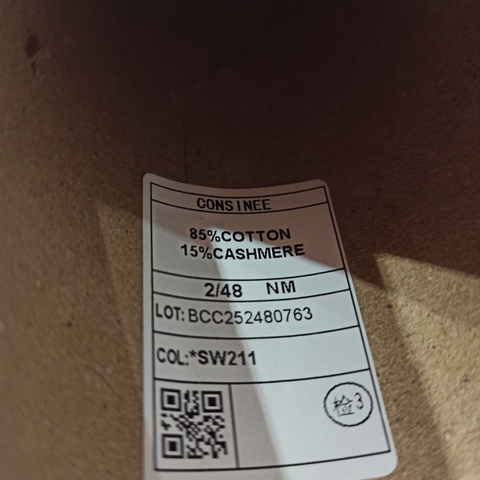 CONSINEE
85%COTTON
15%CASHMERE
2/48 NM
LOT: BCC252480763
COL:*SW211
检3